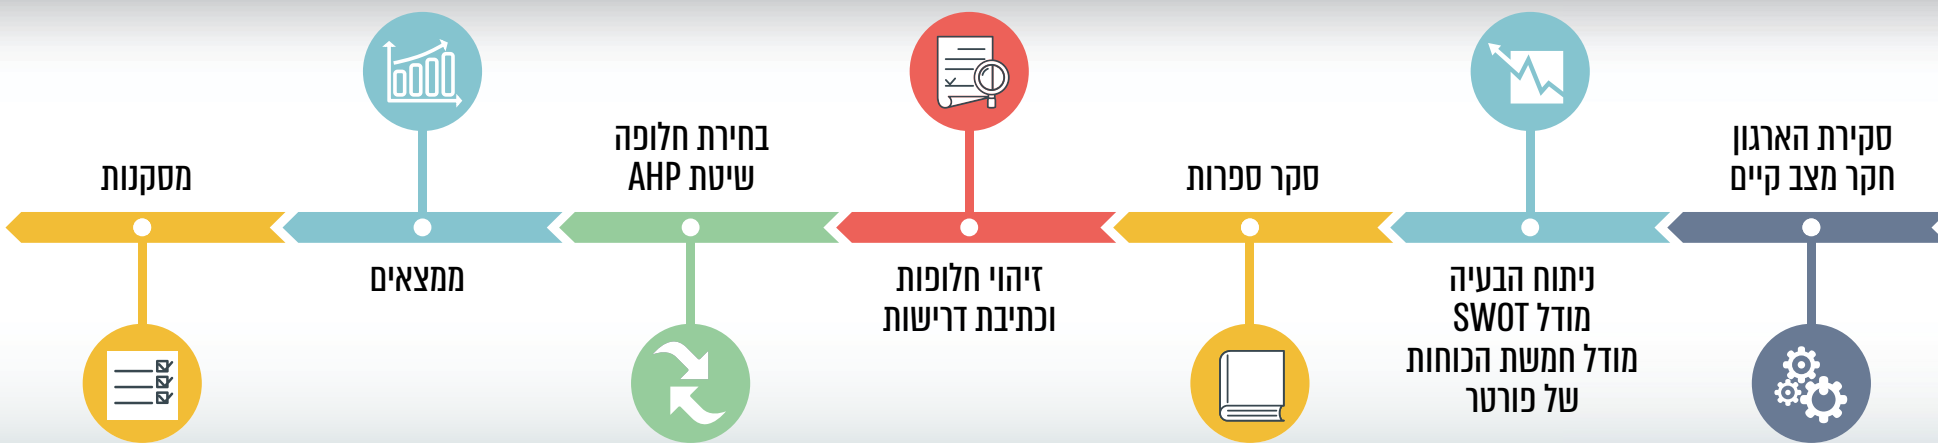 סקירת הארגון
חקר מצב קיים
ניתוח הבעיה
מודל SWOT
מודל חמשת הכוחות
של פורטר
סקר ספרות
זיהוי חלופות
וכתיבת דרישות
בחירת חלופה
שיטת AHP
ממצאים
מסקנות